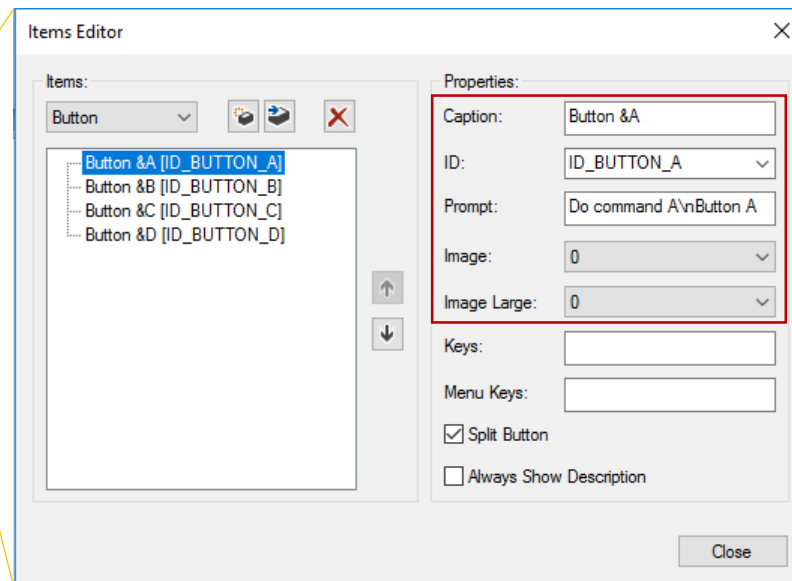 Items Editor
Items:
Button
Button &A [ID_BUTTON_A]
Button &B [ID_BUTTON_B]
Button &C [ID_BUTTON_C]
Button &D [ID_BUTTON_D]
Properties:
Caption: Button &A
ID: ID_BUTTON_A
Prompt: Do command A\nButton A
Image: 0
Image Large: 0
Keys:
Menu Keys:
Split Button
Always Show Description
Close